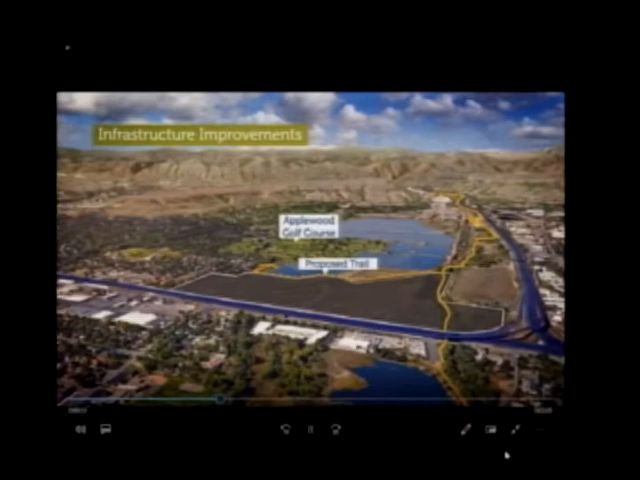 Infrastructure Improvements
Applewood
Golf Course
Proposed Trail